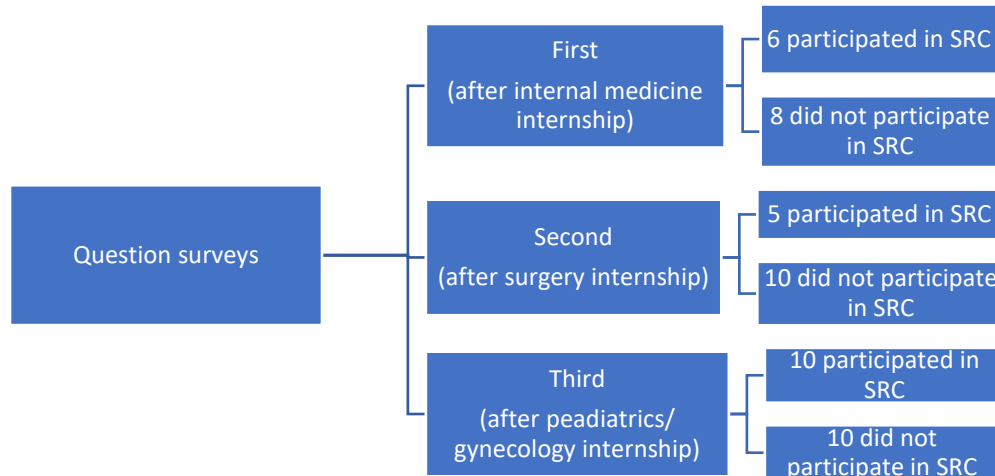 Question surveys
First
(after internal medicine
internship)
6 participated in SRC
8 did not participate
in SRC
Second
(after surgery internship)
5 participated in SRC
10 did not participate
in SRC
Third
(after peadiatrics/
gynecology internship)
10 participated in
SRC
10 did not
participate in SRC